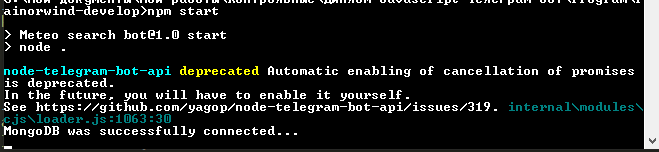 ainorwind-develop>npm start
> Meteo search bot@1.0 start
> node .
node-telegram-bot-api deprecated Automatic enabling of cancellation of promises
is deprecated.
In the future, you will have to enable it yourself.
See https://github.com/yagop/node-telegram-bot-api/issues/319. internal\modules\
cjs\loader.js:1063:30
MongoDB was successfully connected...